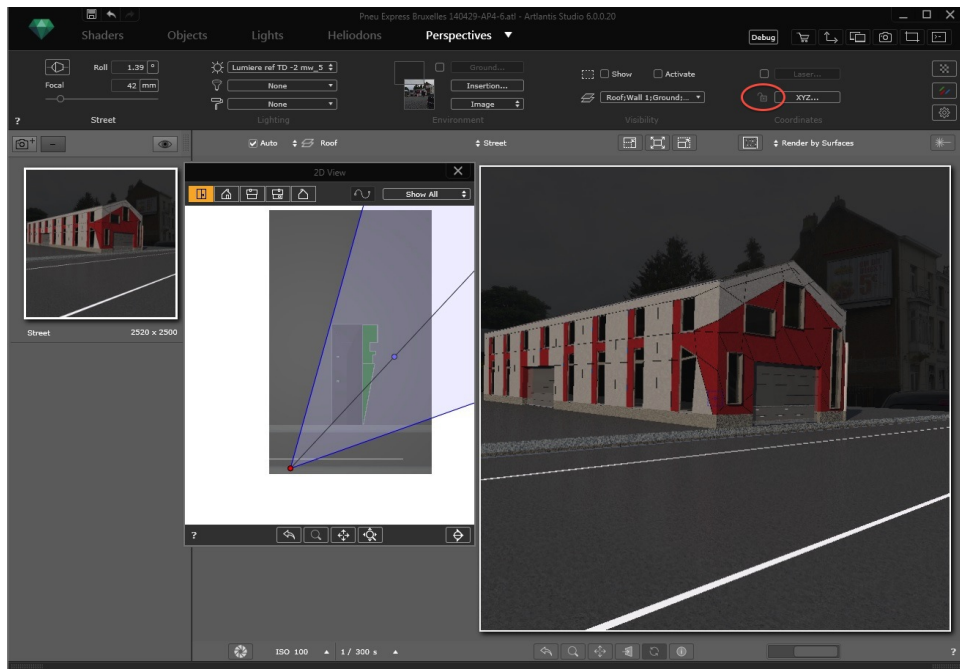 Pneu Express Bruxelles 140429-AP4-6.atl - Artlantis Studio 6.0.0.20
Shaders Objects Lights Heliodons Perspectives ▼ Debug
Roll 1.39 °
Focal 42 mm
? Street
Lumiere ref TD -2 mw_5
None
None
Lighting
Ground...
Insertion...
Image
Environment
Show Activate
Roof;Wall 1;Ground;...
Visibility
Laser...
XYZ...
Coordinates
Auto Roof Street Render by Surfaces
2D View
Show All
Street 2520 x 2500
?
ISO 100 1 / 300 s
?